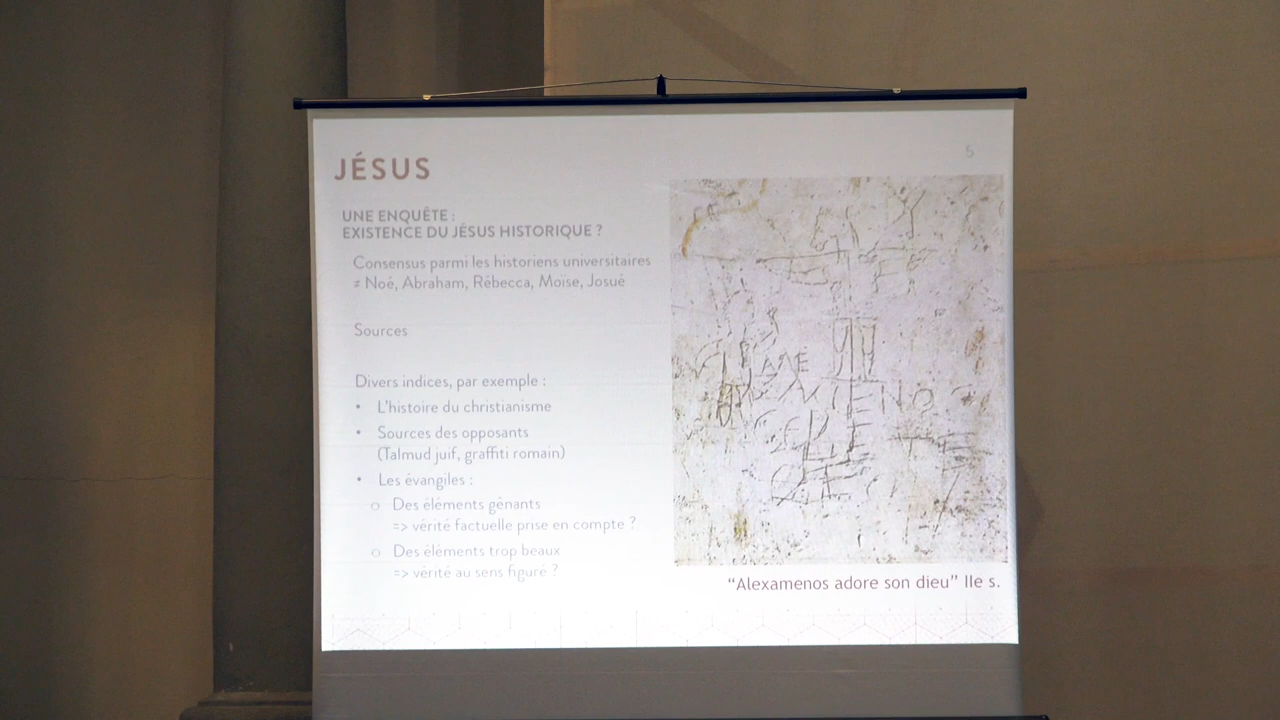 JÉSUS
5
UNE ENQUÊTE :
EXISTENCE DU JÉSUS HISTORIQUE ?
Consensus parmi les historiens universitaires
≠ Noé, Abraham, Rébecca, Moïse, Josué
Sources
Divers indices, par exemple :
• L'histoire du christianisme
• Sources des opposants
(Talmud juif, graffiti romain)
• Les évangiles :
o Des éléments gênants
=> vérité factuelle prise en compte ?
o Des éléments trop beaux
=> vérité au sens figuré ?
“Alexamenos adore son dieu” IIe s.